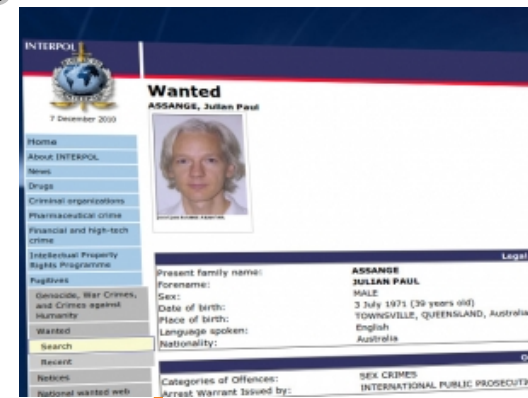 INTERPOL
7 December 2010
Wanted
ASSANGE, Julian Paul
Home
About INTERPOL
News
Drugs
Criminal organizations
Pharmaceutical crime
Financial and high-tech
crime
Intellectual Property
Rights Programme
Fugitives
Genocide, War Crimes,
and Crimes against
Humanity
Wanted
Search
Recent
Notices
National wanted web
Legal
Present family name: ASSANGE
Forename: JULIAN PAUL
Sex: MALE
Date of birth: 3 July 1971 (39 years old)
Place of birth: TOWNSVILLE, QUEENSLAND, Australia
Language spoken: English
Nationality: Australia
Categories of Offences: SEX CRIMES
Arrest Warrant Issued by: INTERNATIONAL PUBLIC PROSECUT